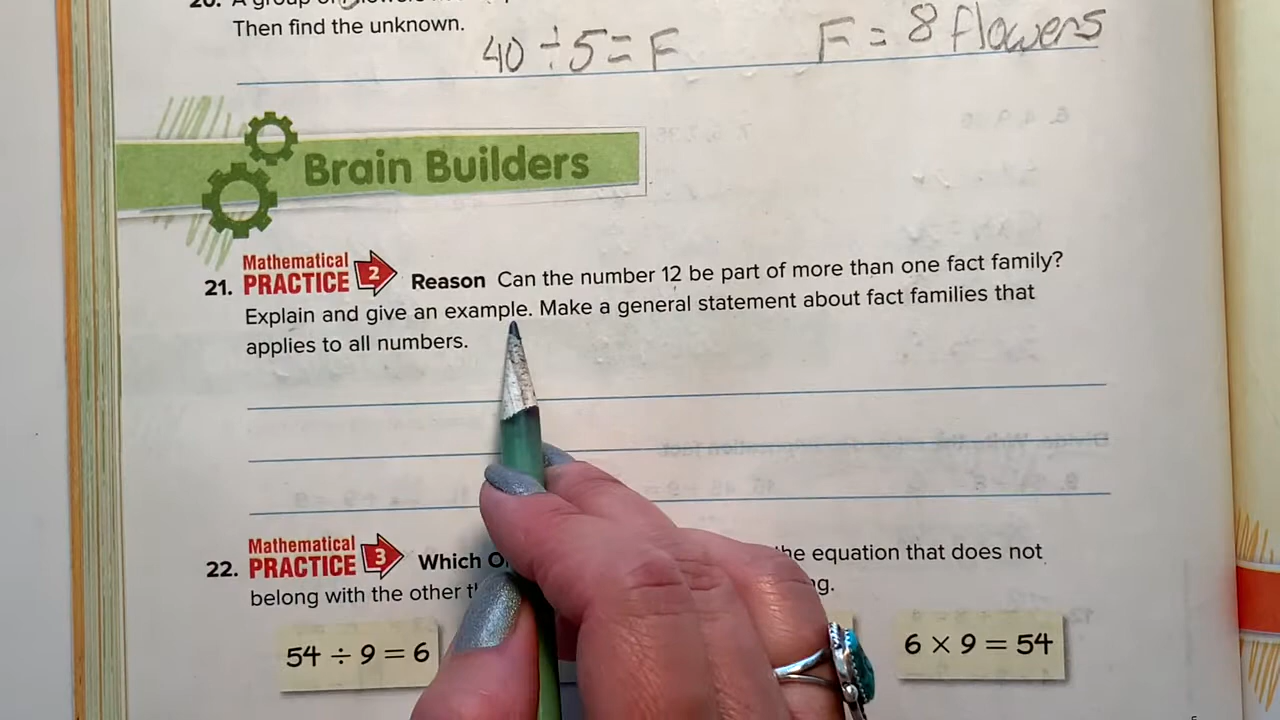 20. A group of
Then find the unknown.
40 ÷ 5 = F
F = 8 flowers
Brain Builders
21. Mathematical PRACTICE 2 Reason Can the number 12 be part of more than one fact family?
Explain and give an example. Make a general statement about fact families that
applies to all numbers.
22. Mathematical PRACTICE 3 Which the equation that does not
belong with the other
54 ÷ 9 = 6
6 × 9 = 54